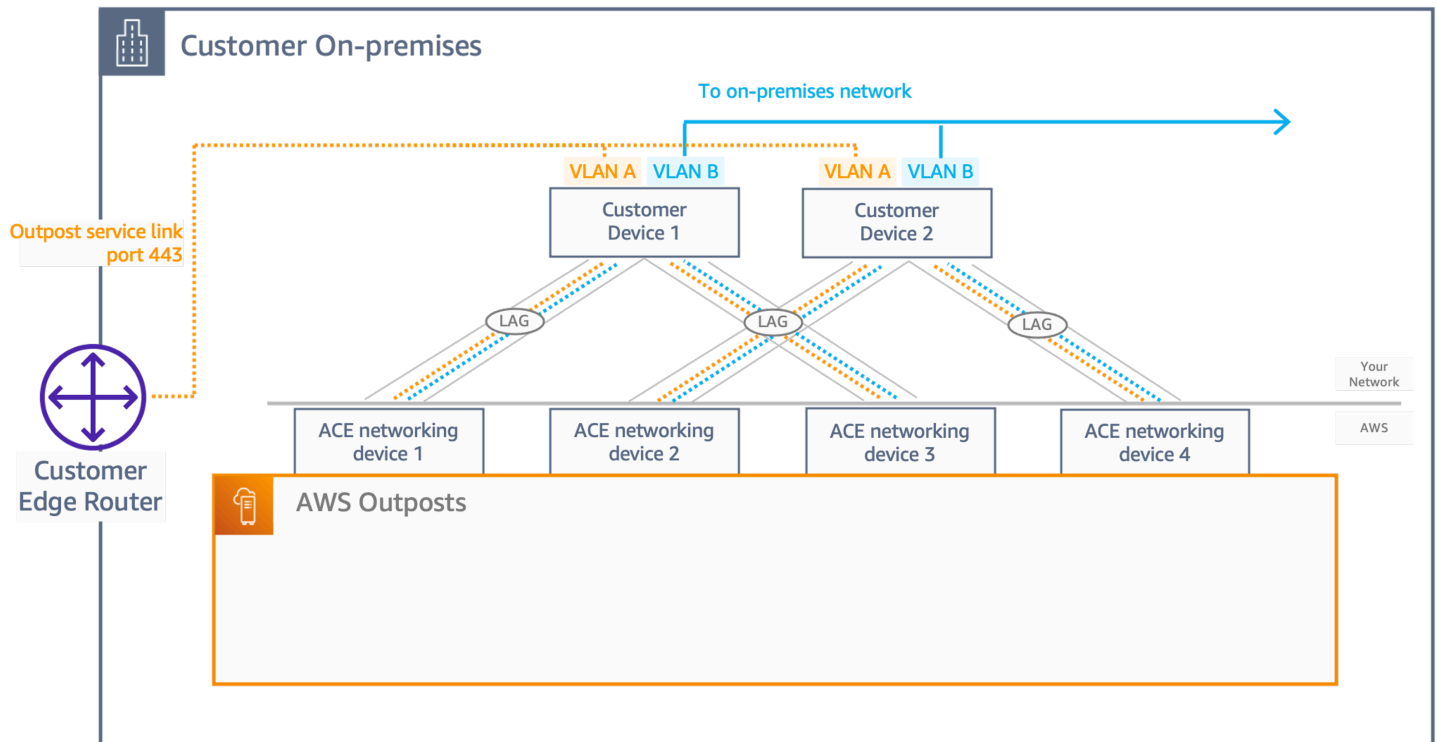 Customer On-premises
To on-premises network
VLAN A
VLAN B
VLAN A
VLAN B
Customer
Device 1
Customer
Device 2
Outpost service link
port 443
LAG
LAG
LAG
Your
Network
AWS
Customer
Edge Router
ACE networking
device 1
ACE networking
device 2
ACE networking
device 3
ACE networking
device 4
AWS Outposts